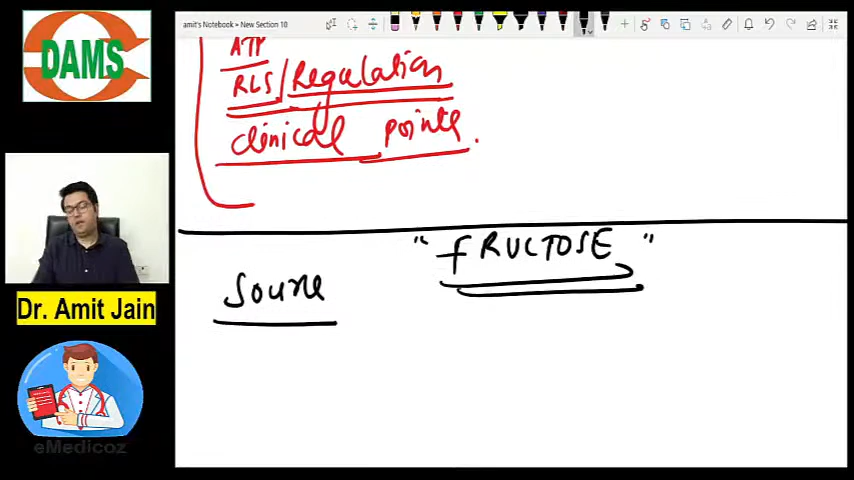 amit's Notebook > New Section 10
DAMS
ATP
RLS/Regulation
clinical points.
"FRUCTOSE"
Source
Dr. Amit Jain
eMedicoz